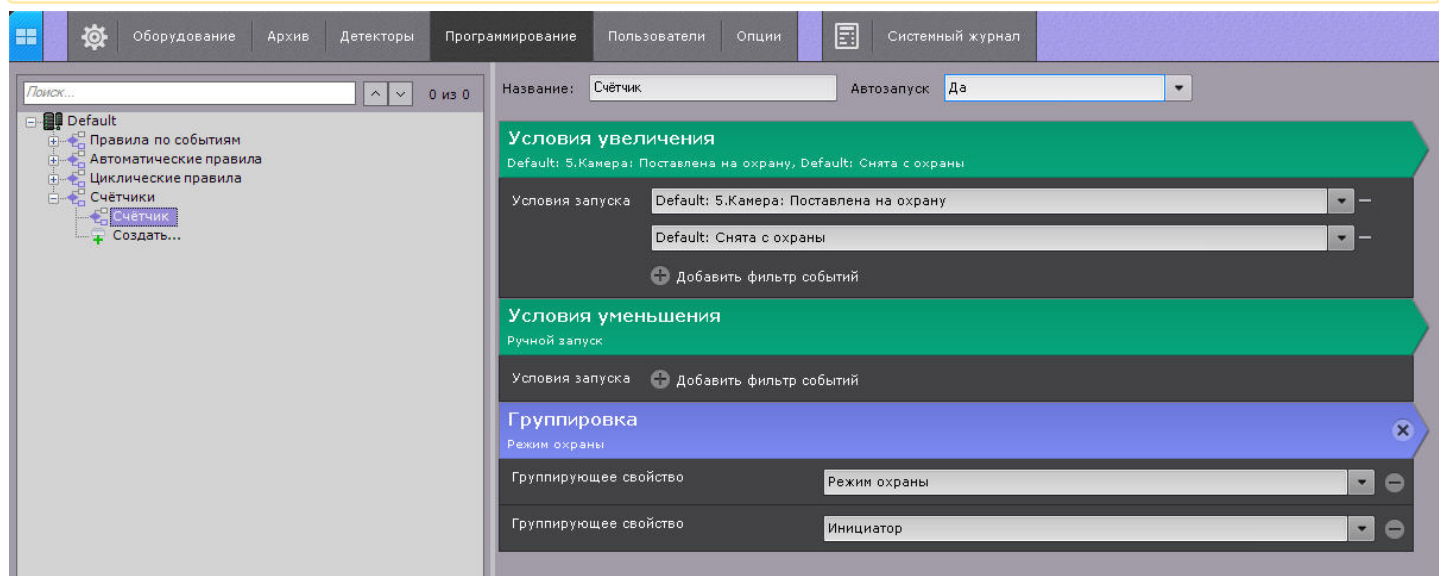 Оборудование Архив Детекторы Программирование Пользователи Опции Системный журнал
Поиск... 0 из 0
Название: Счётчик Автозапуск Да
Default
Правила по событиям
Автоматические правила
Циклические правила
Счётчики
Счётчик
Создать...
Условия увеличения
Default: 5.Камера: Поставлена на охрану, Default: Снята с охраны
Условия запуска Default: 5.Камера: Поставлена на охрану
Default: Снята с охраны
Добавить фильтр событий
Условия уменьшения
Ручной запуск
Условия запуска Добавить фильтр событий
Группировка
Режим охраны
Группирующее свойство Режим охраны
Группирующее свойство Инициатор